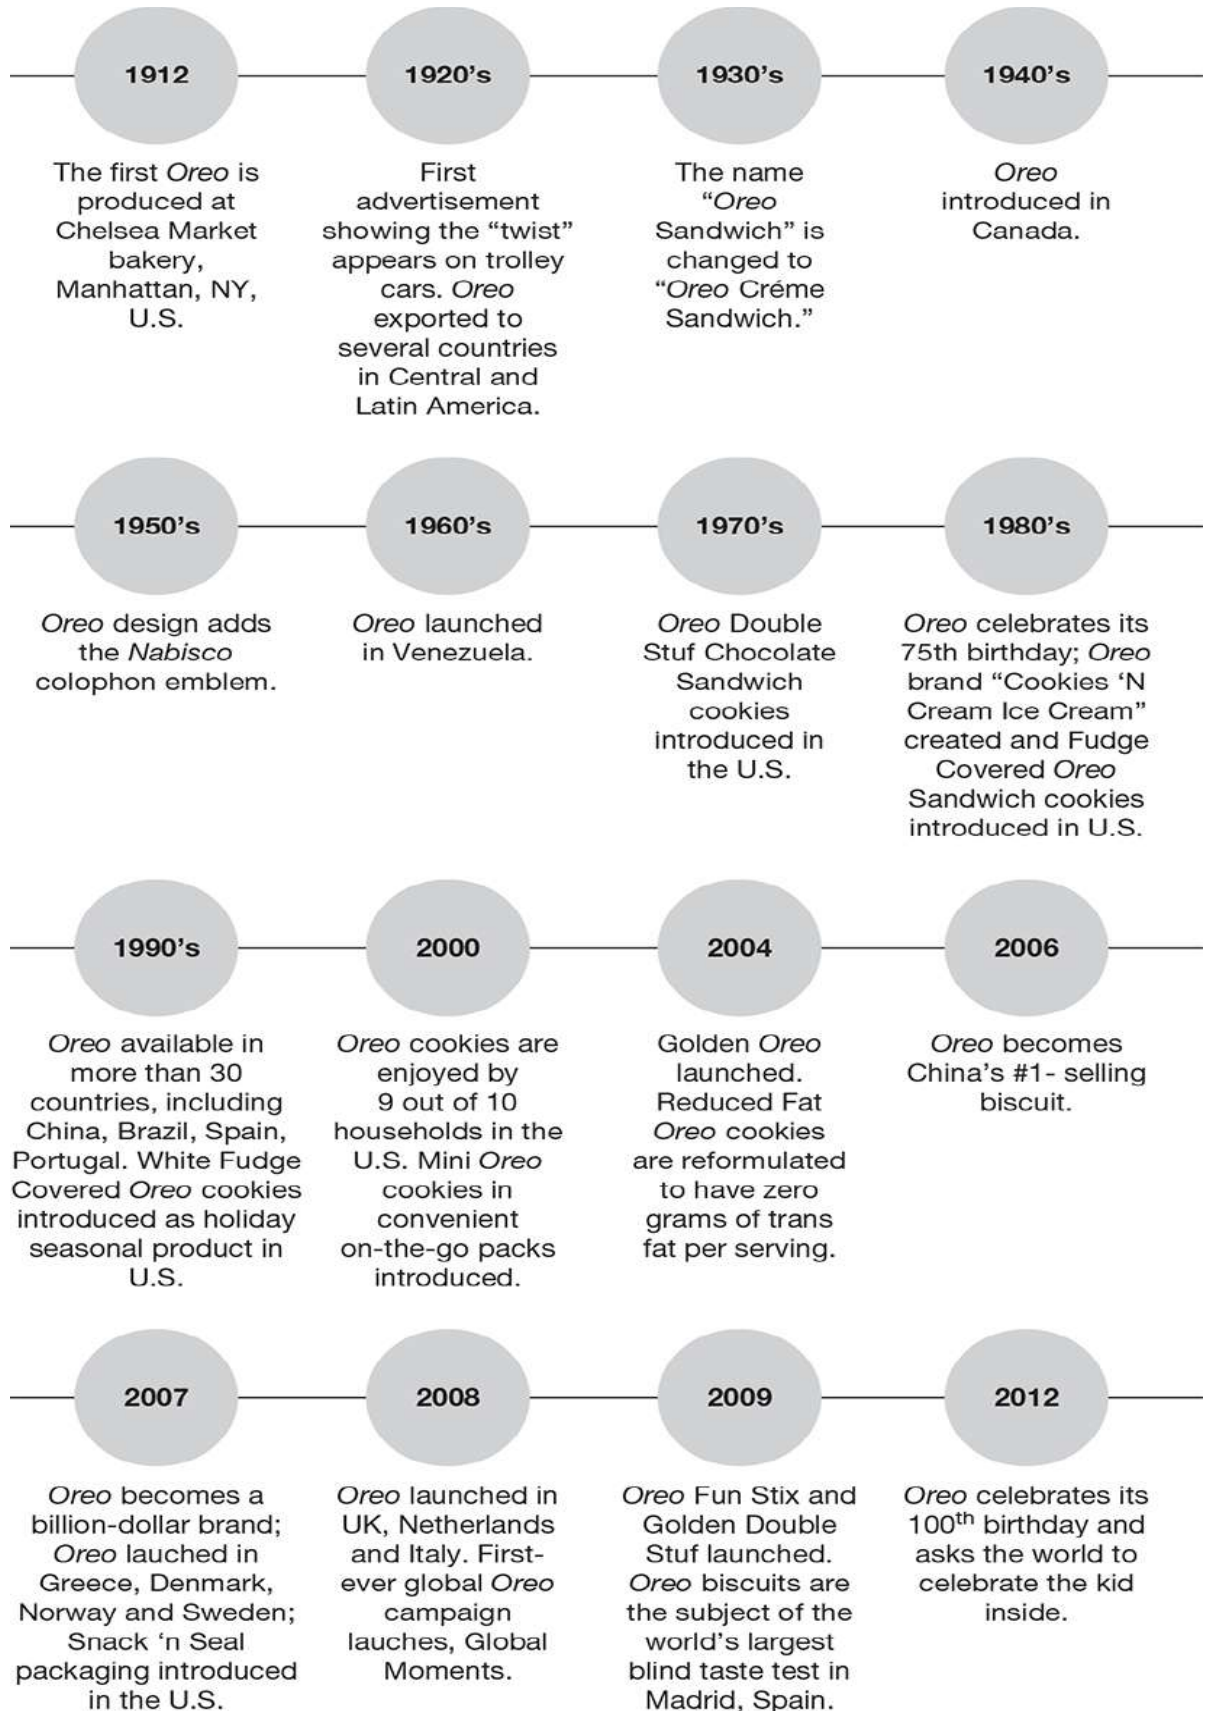 1912
The first Oreo is
produced at
Chelsea Market
bakery,
Manhattan, NY,
U.S.
1920's
First
advertisement
showing the “twist”
appears on trolley
cars. Oreo
exported to
several countries
in Central and
Latin America.
1930's
The name
“Oreo
Sandwich” is
changed to
“Oreo Créme
Sandwich.”
1940's
Oreo
introduced in
Canada.
1950's
Oreo design adds
the Nabisco
colophon emblem.
1960's
Oreo launched
in Venezuela.
1970's
Oreo Double
Stuf Chocolate
Sandwich
cookies
introduced in
the U.S.
1980's
Oreo celebrates its
75th birthday; Oreo
brand “Cookies ‘N
Cream Ice Cream”
created and Fudge
Covered Oreo
Sandwich cookies
introduced in U.S.
1990's
Oreo available in
more than 30
countries, including
China, Brazil, Spain,
Portugal. White Fudge
Covered Oreo cookies
introduced as holiday
seasonal product in
U.S.
2000
Oreo cookies are
enjoyed by
9 out of 10
households in the
U.S. Mini Oreo
cookies in
convenient
on-the-go packs
introduced.
2004
Golden Oreo
launched.
Reduced Fat
Oreo cookies
are reformulated
to have zero
grams of trans
fat per serving.
2006
Oreo becomes
China’s #1- selling
biscuit.
2007
Oreo becomes a
billion-dollar brand;
Oreo lauched in
Greece, Denmark,
Norway and Sweden;
Snack ‘n Seal
packaging introduced
in the U.S.
2008
Oreo launched in
UK, Netherlands
and Italy. First-
ever global Oreo
campaign
lauches, Global
Moments.
2009
Oreo Fun Stix and
Golden Double
Stuf launched.
Oreo biscuits are
the subject of the
world’s largest
blind taste test in
Madrid, Spain.
2012
Oreo celebrates its
100th birthday and
asks the world to
celebrate the kid
inside.